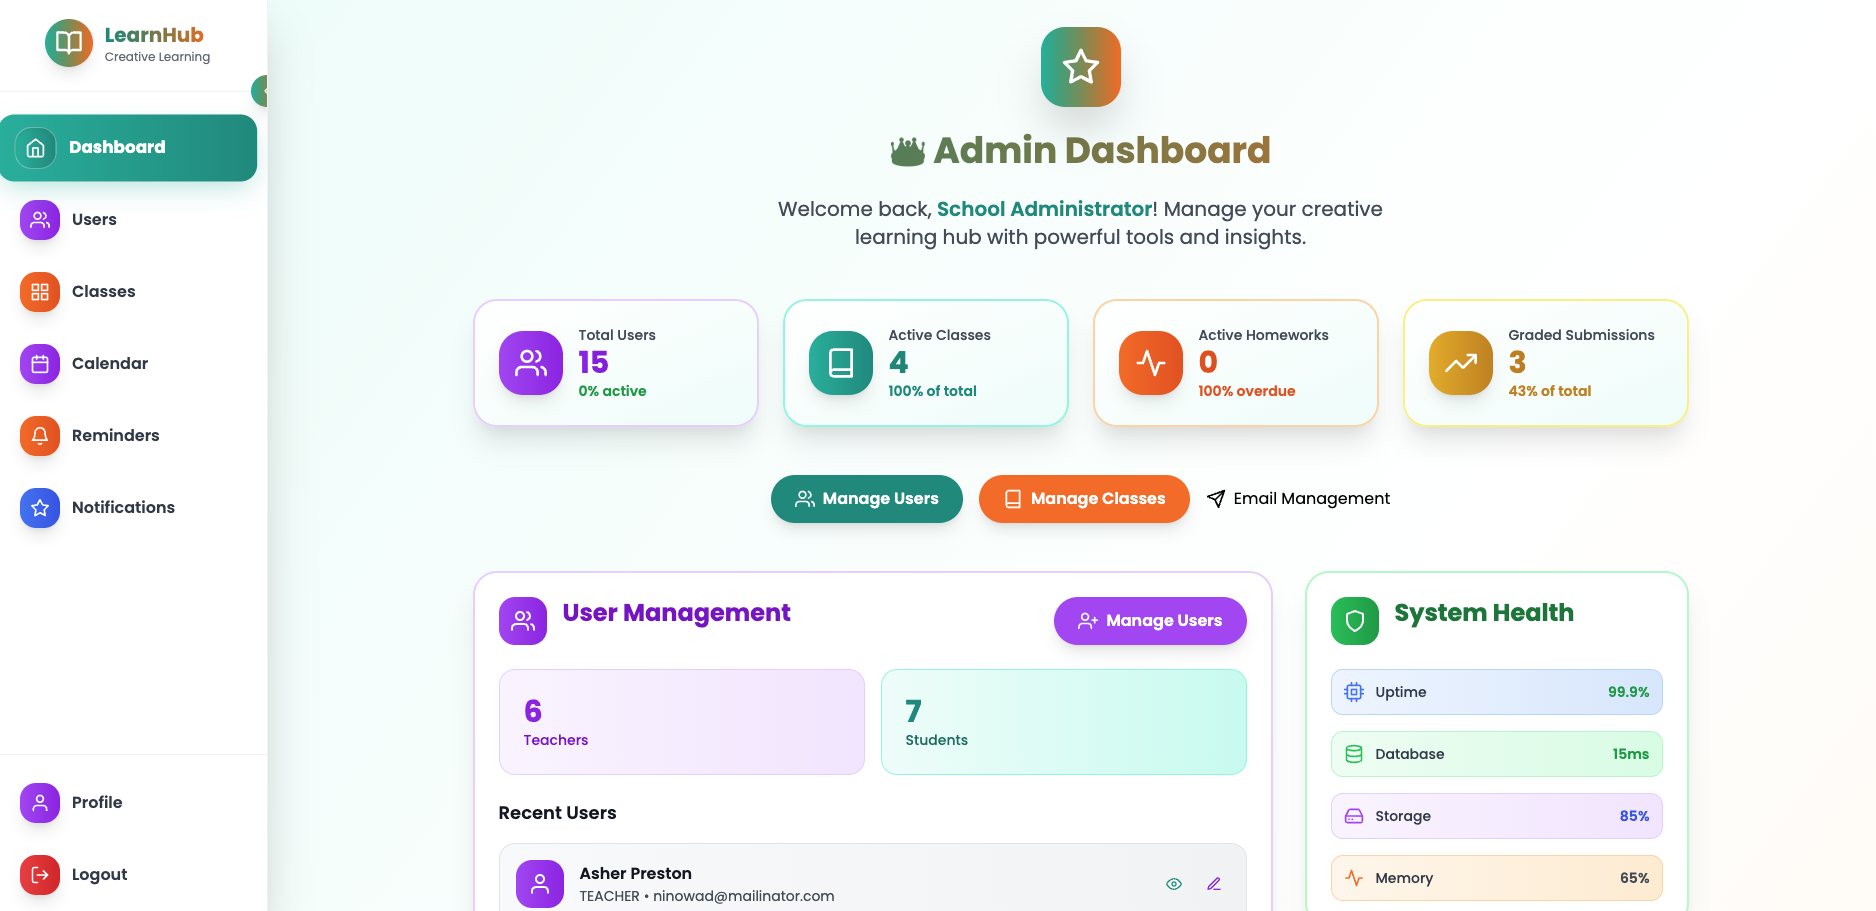 LearnHub
Creative Learning
Dashboard
Users
Classes
Calendar
Reminders
Notifications
Profile
Logout
Admin Dashboard
Welcome back, School Administrator! Manage your creative
learning hub with powerful tools and insights.
Total Users
15
0% active
Active Classes
4
100% of total
Active Homeworks
0
100% overdue
Graded Submissions
3
43% of total
Manage Users
Manage Classes
Email Management
User Management
Manage Users
6
Teachers
7
Students
Recent Users
Asher Preston
TEACHER • ninowad@mailinator.com
System Health
Uptime
99.9%
Database
15ms
Storage
85%
Memory
65%